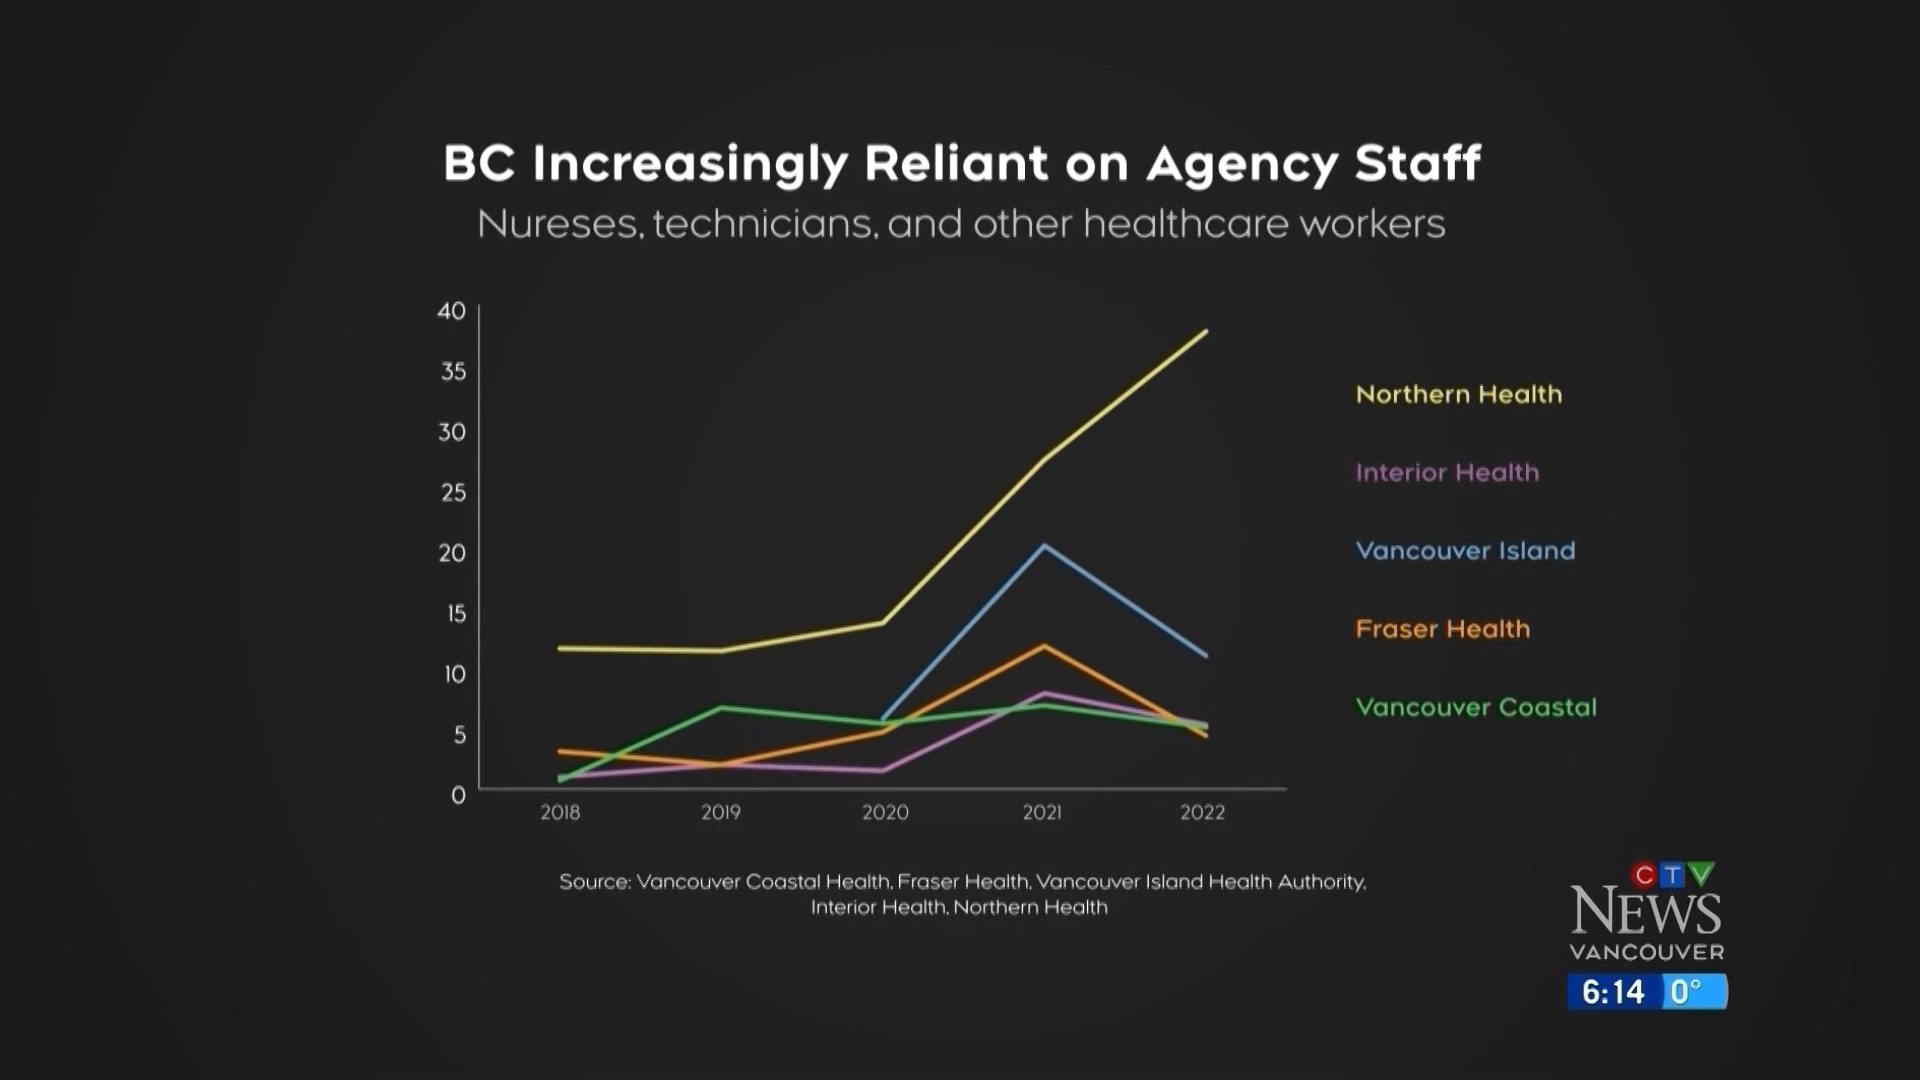 BC Increasingly Reliant on Agency Staff
Nureses, technicians, and other healthcare workers
40
35
30
25
20
15
10
5
0
2018 2019 2020 2021 2022
Northern Health
Interior Health
Vancouver Island
Fraser Health
Vancouver Coastal
Source: Vancouver Coastal Health, Fraser Health, Vancouver Island Health Authority,
Interior Health, Northern Health
CTV
NEWS
VANCOUVER
6:14 0°